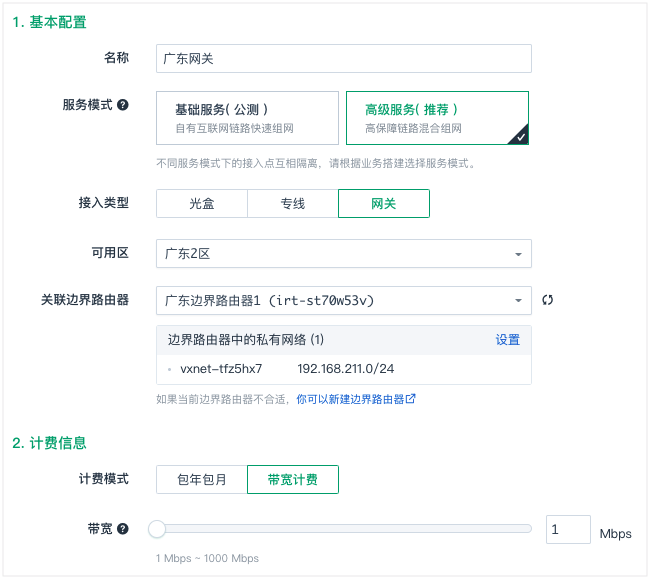 1. 基本配置
名称 广东网关
服务模式 ? 基础服务( 公测 ) 高级服务( 推荐 )
自有互联网链路快速组网 高保障链路混合组网
不同服务模式下的接入点互相隔离，请根据业务搭建选择服务模式。
接入类型 光盒 专线 网关
可用区 广东2区
关联边界路由器 广东边界路由器1 (irt-st70w53v)
边界路由器中的私有网络 (1) 设置
vxnet-tfz5hx7 192.168.211.0/24
如果当前边界路由器不合适，你可以新建边界路由器
2. 计费信息
计费模式 包年包月 带宽计费
带宽 ? 1 Mbps
1 Mbps ~ 1000 Mbps